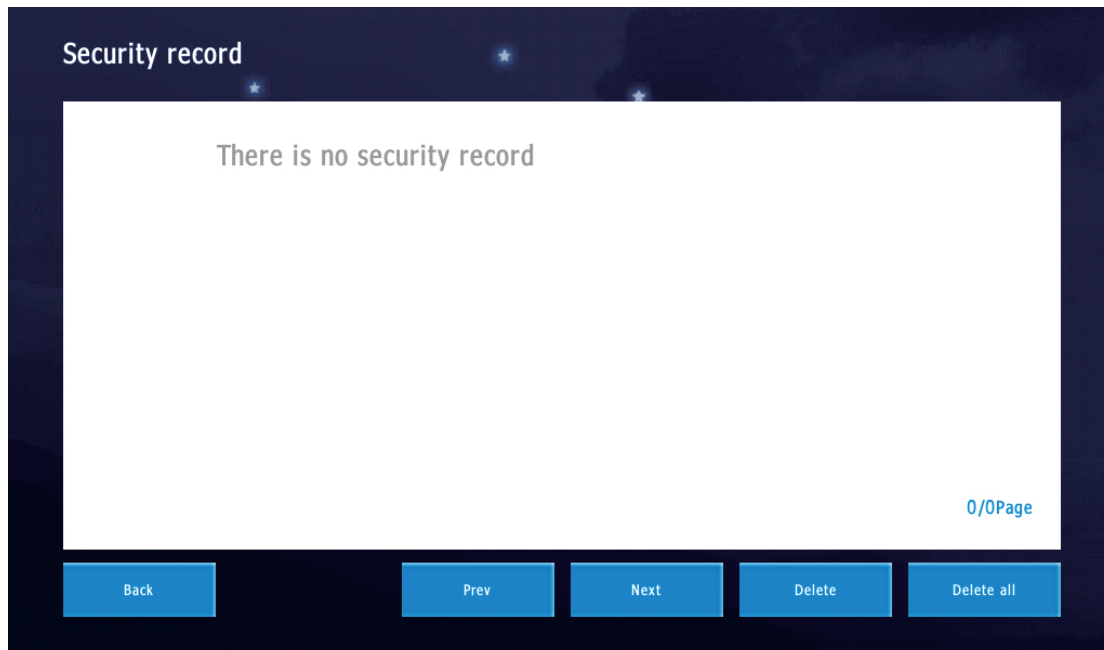 Security record
There is no security record
0/0Page
Back
Prev
Next
Delete
Delete all